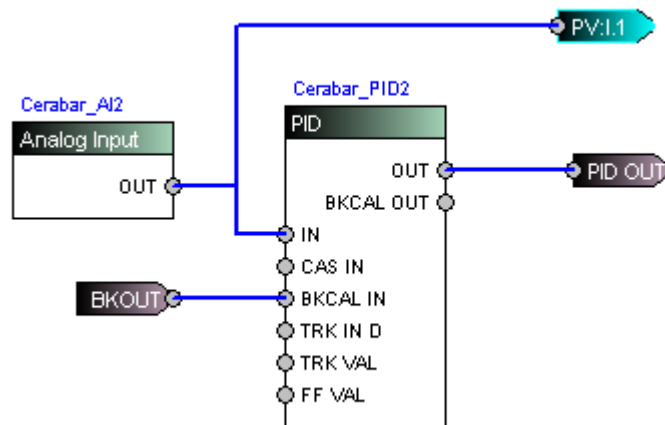 PV:I.1
Cerabar_AI2
Analog Input
OUT
Cerabar_PID2
PID
OUT
PID OUT
BKCAL OUT
IN
CAS IN
BKOUT
BKCAL IN
TRK IN D
TRK VAL
FF VAL